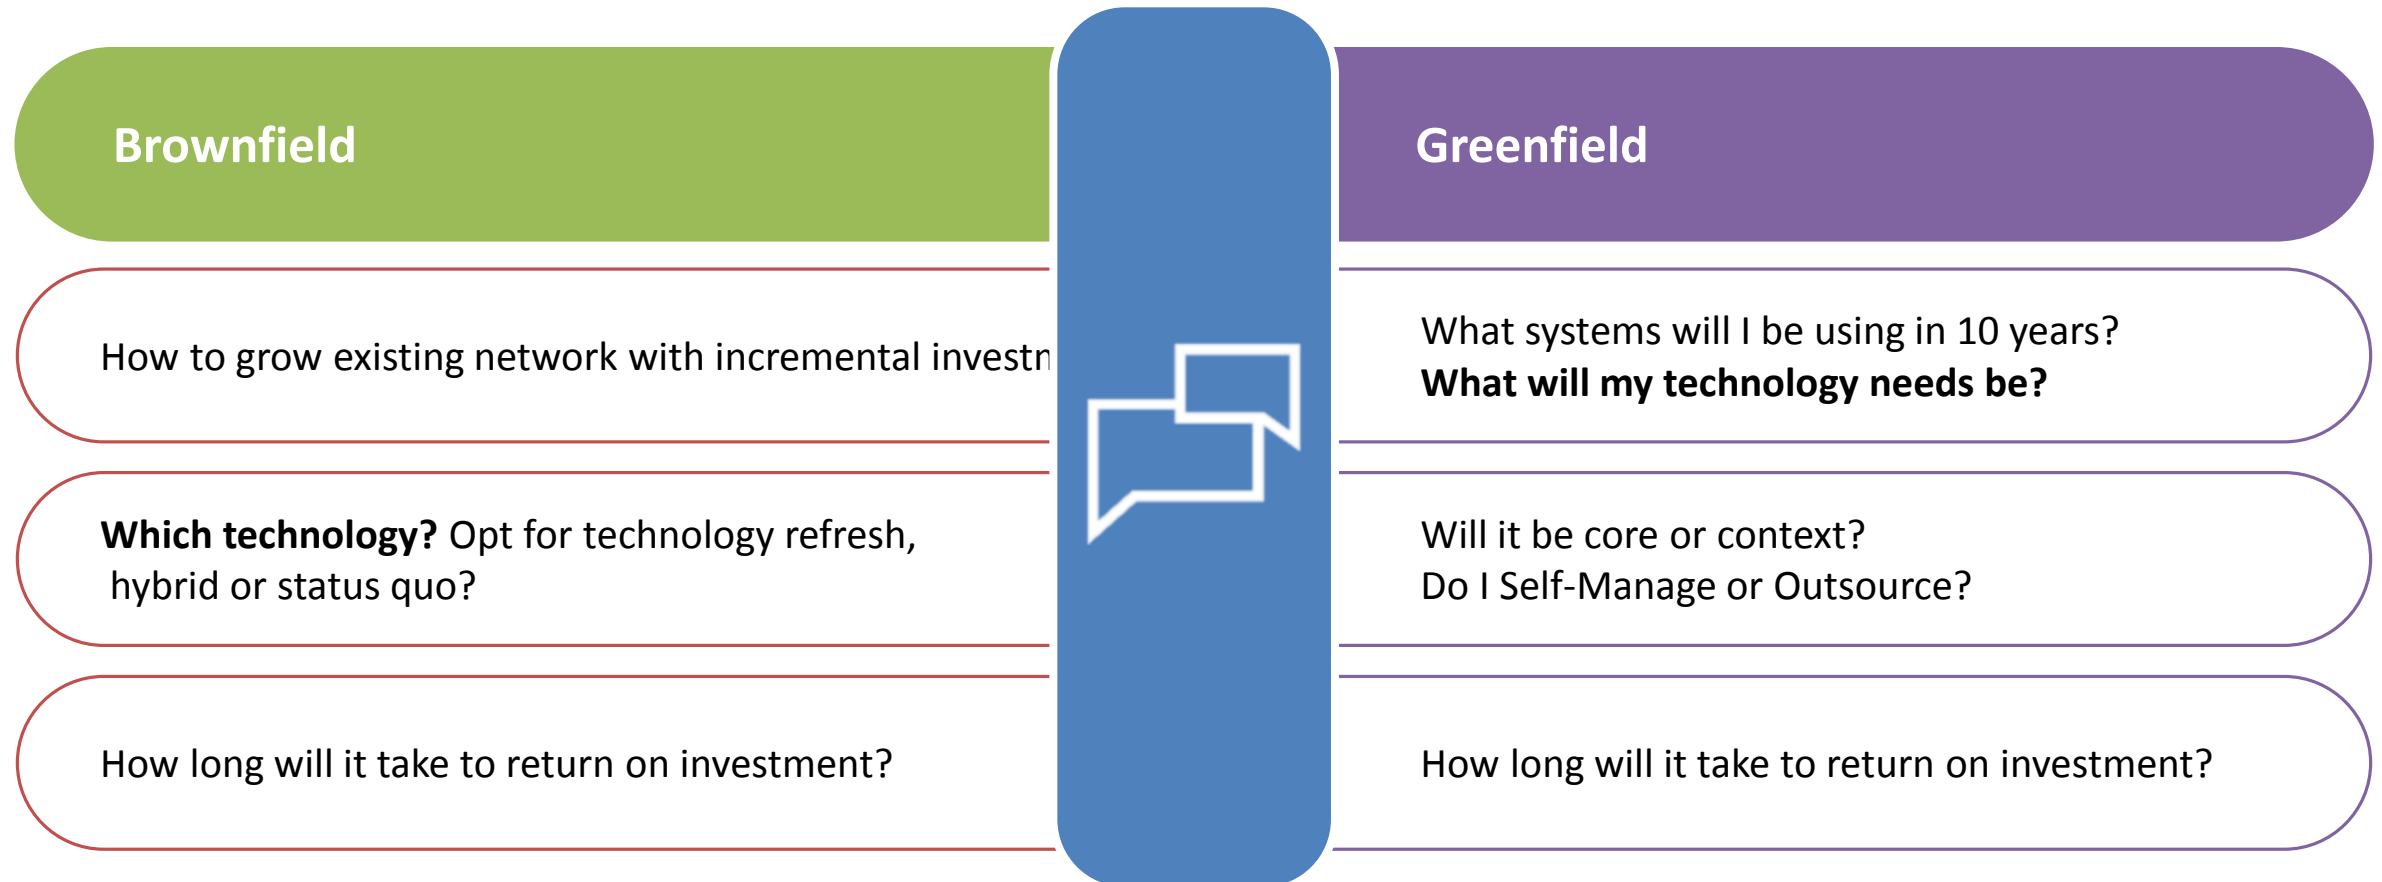 Brownfield
How to grow existing network with incremental
Which technology? Opt for technology refresh,
hybrid or status quo?
How long will it take to return on investment?
Greenfield
What systems will I be using in 10 years?
What will my technology needs be?
Will it be core or context?
Do I Self-Manage or Outsource?
How long will it take to return on investment?